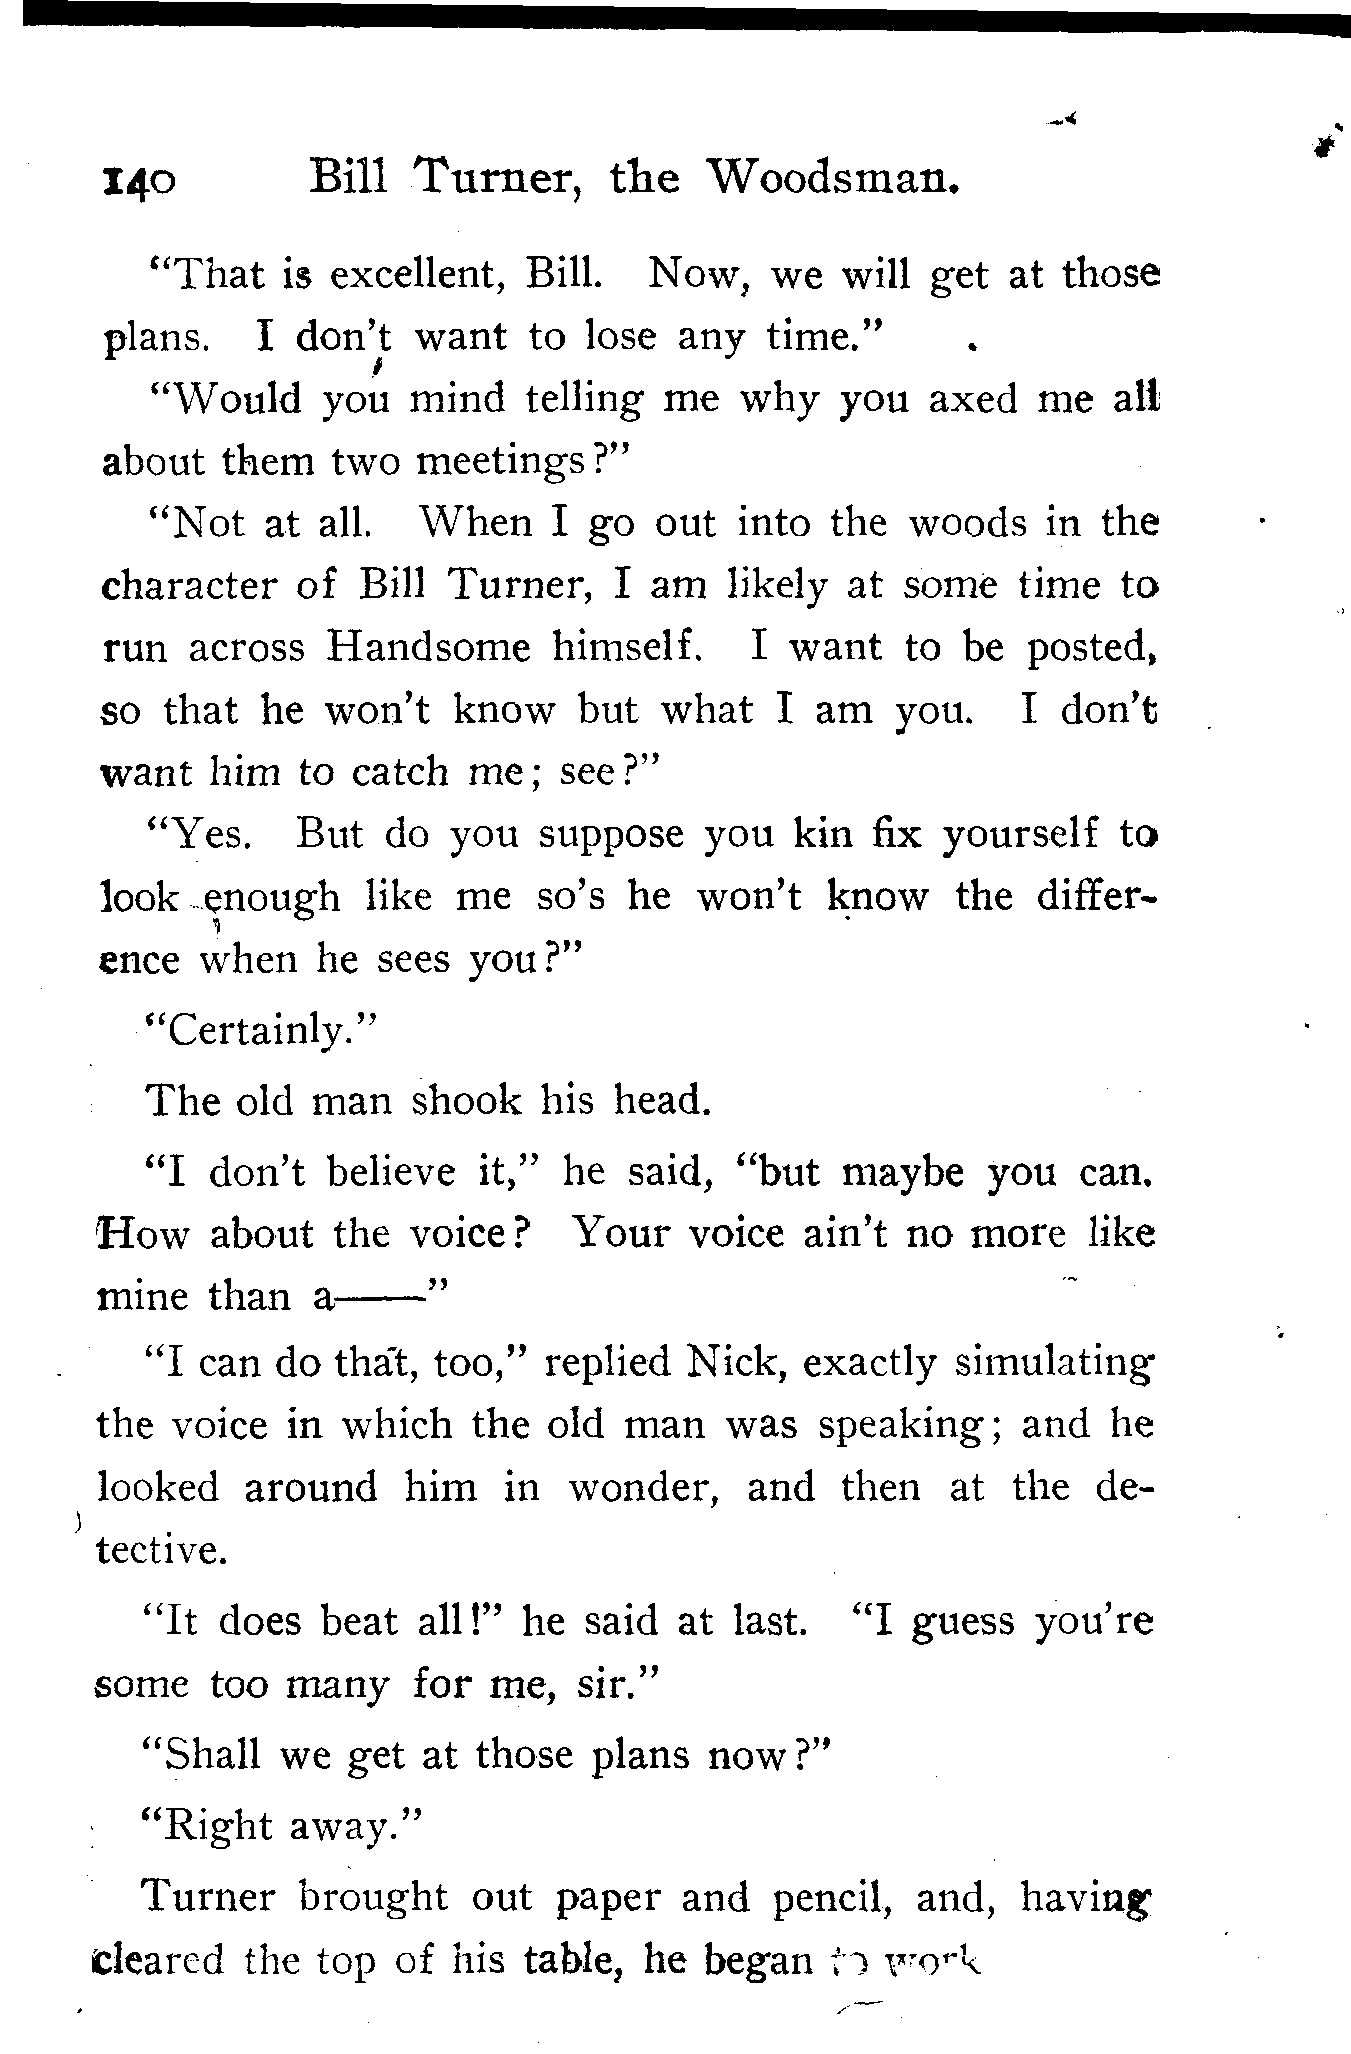 140 Bill Turner, the Woodsman.
"That is excellent, Bill. Now, we will get at those
plans. I don't want to lose any time."
"Would you mind telling me why you axed me all
about them two meetings?"
"Not at all. When I go out into the woods in the
character of Bill Turner, I am likely at some time to
run across Handsome himself. I want to be posted,
so that he won't know but what I am you. I don't
want him to catch me; see?"
"Yes. But do you suppose you kin fix yourself to
look enough like me so's he won't know the differ-
ence when he sees you?"
"Certainly."
The old man shook his head.
"I don't believe it," he said, "but maybe you can.
How about the voice? Your voice ain't no more like
mine than a——"
"I can do that, too," replied Nick, exactly simulating
the voice in which the old man was speaking; and he
looked around him in wonder, and then at the de-
tective.
"It does beat all!" he said at last. "I guess you're
some too many for me, sir."
"Shall we get at those plans now?"
"Right away."
Turner brought out paper and pencil, and, having
cleared the top of his table, he began to work